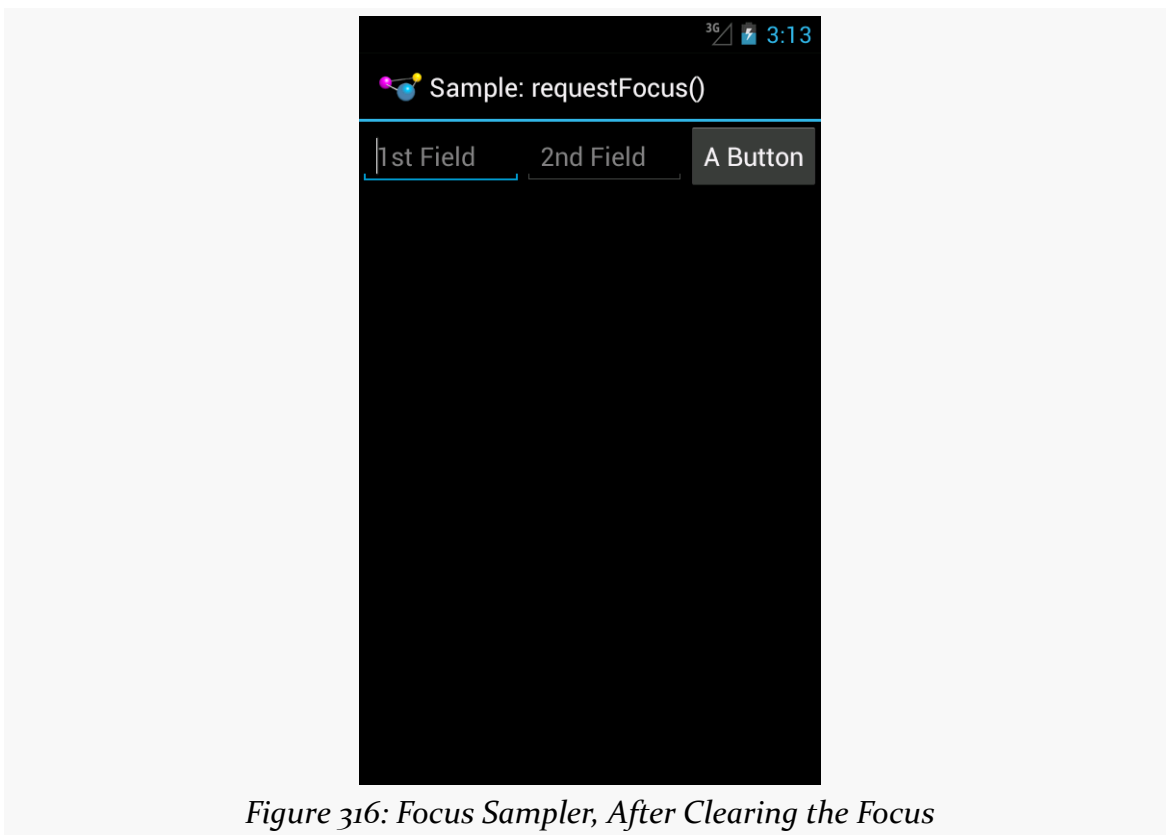 3G 3:13
Sample: requestFocus()
1st Field 2nd Field A Button
Figure 316: Focus Sampler, After Clearing the Focus